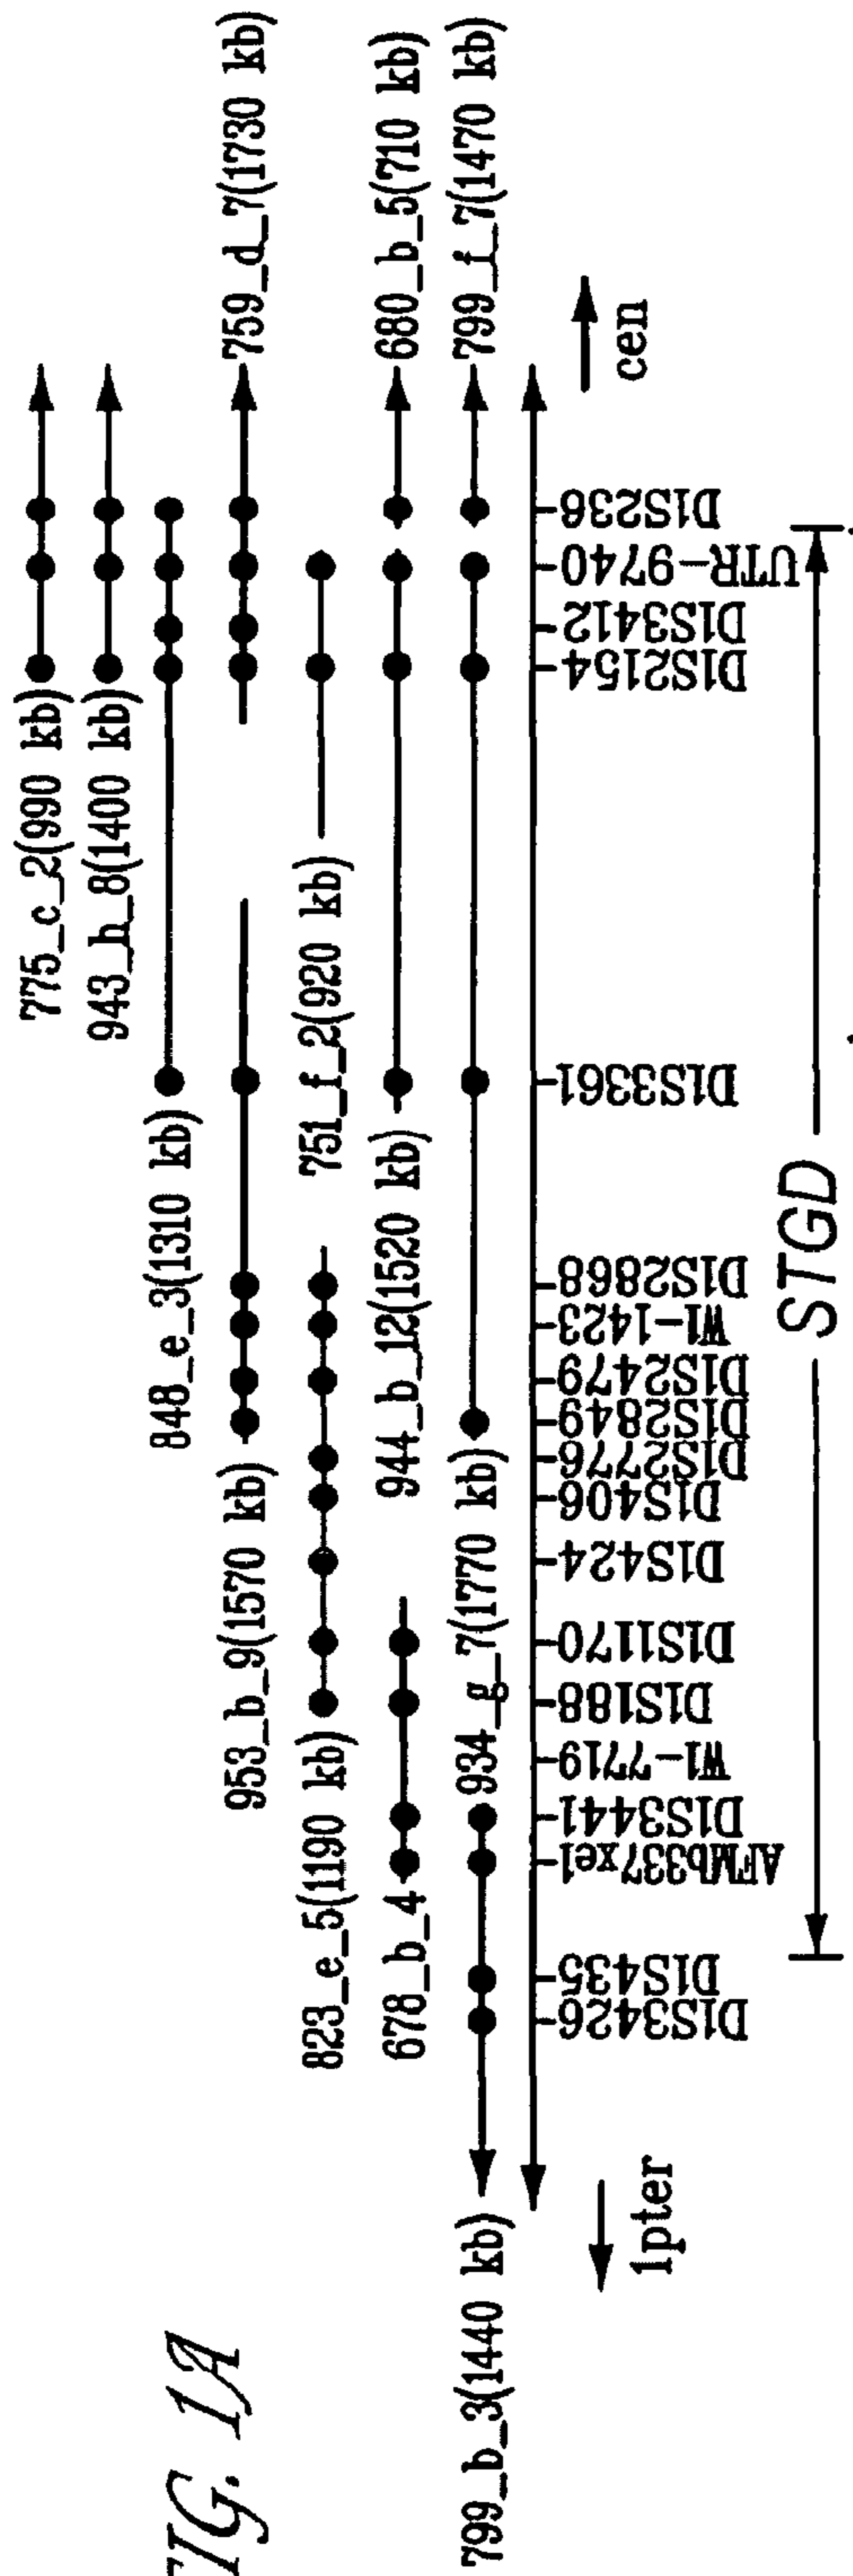 FIG. 1A
775_c_2(990 kb)
943_h_8(1400 kb)
848_e_3(1310 kb)
953_b_9(1570 kb)
759_d_7(1730 kb)
823_e_5(1190 kb)
751_f_2(920 kb)
678_b_4
944_b_12(1520 kb)
680_b_5(710 kb)
799_b_3(1440 kb)
934_g_7(1770 kb)
799_f_7(1470 kb)
1pter
cen
D1S3426
D1S435
AFMb337xe1
D1S3441
W1-7719
D1S188
D1S1170
D1S424
D1S406
D1S2776
D1S2849
D1S2479
W1-1423
D1S2868
D1S3361
D1S2154
D1S3412
UTR-9740
D1S236
STGD